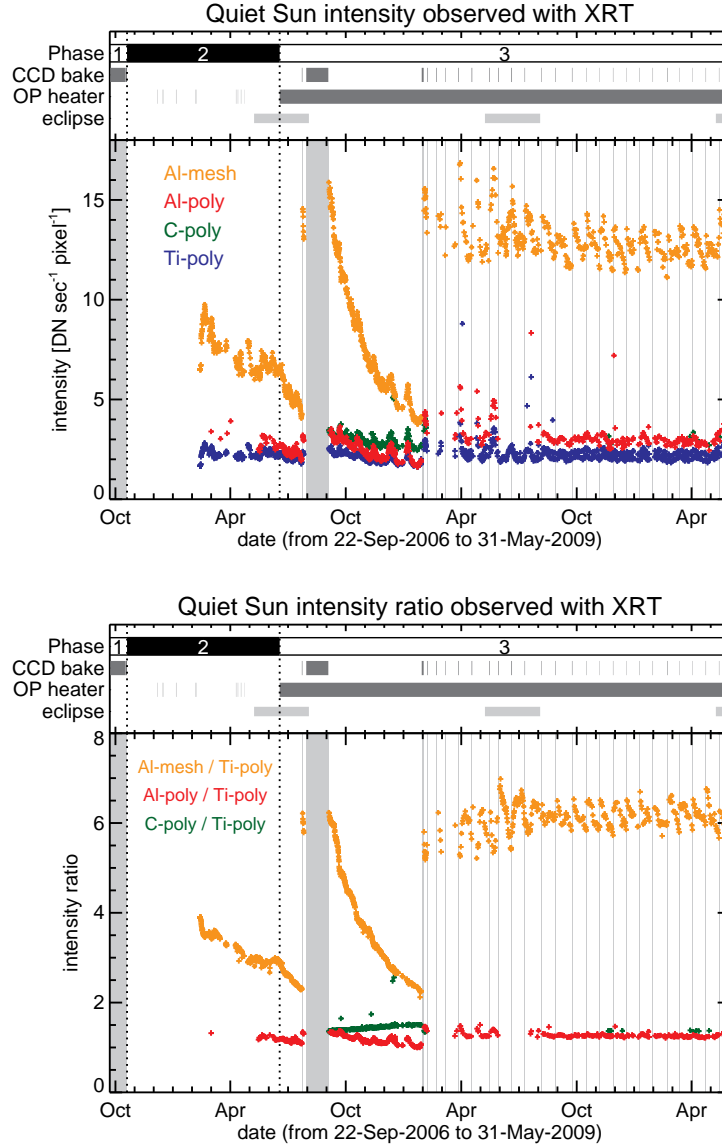 Quiet Sun intensity observed with XRT
Phase 1 2 3
CCD bake
OP heater
eclipse
Al-mesh
Al-poly
C-poly
Ti-poly
intensity [DN sec⁻¹ pixel⁻¹]
15
10
5
0
Oct Apr Oct Apr Oct Apr
date (from 22-Sep-2006 to 31-May-2009)
Quiet Sun intensity ratio observed with XRT
Phase 1 2 3
CCD bake
OP heater
eclipse
8
Al-mesh / Ti-poly
Al-poly / Ti-poly
C-poly / Ti-poly
intensity ratio
6
4
2
0
Oct Apr Oct Apr Oct Apr
date (from 22-Sep-2006 to 31-May-2009)